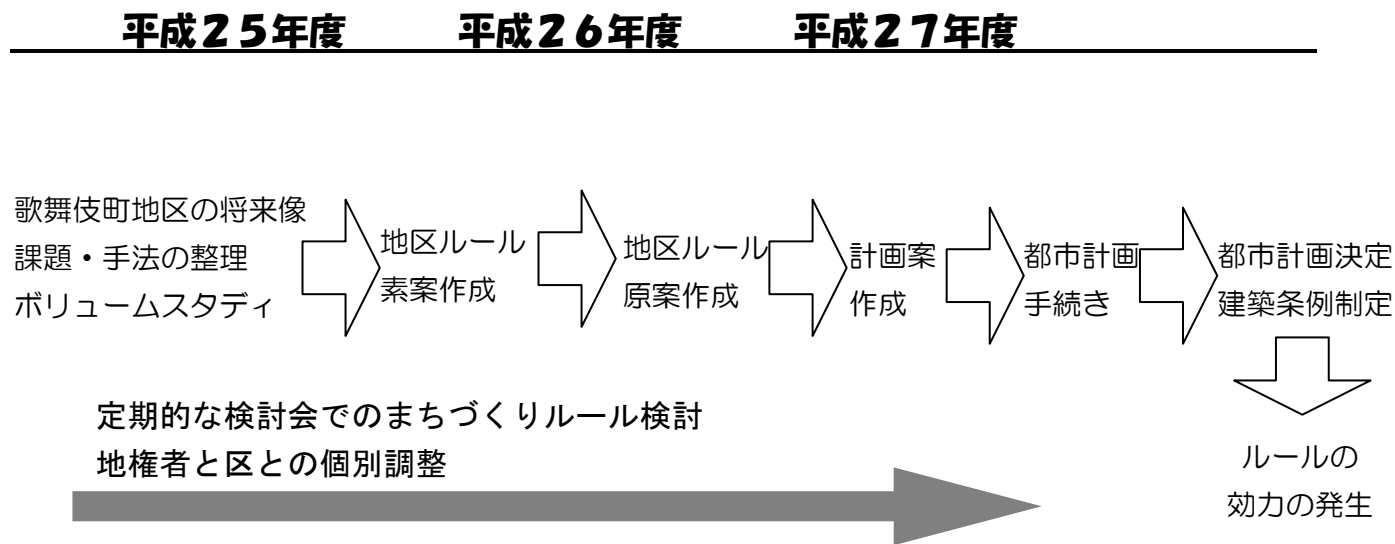 平成25年度 平成26年度 平成27年度
歌舞伎町地区の将来像
課題・手法の整理
ボリュームスタディ
地区ルール
素案作成
地区ルール
原案作成
計画案
作成
都市計画
手続き
都市計画決定
建築条例制定
定期的な検討会でのまちづくりルール検討
地権者と区との個別調整
ルールの
効力の発生